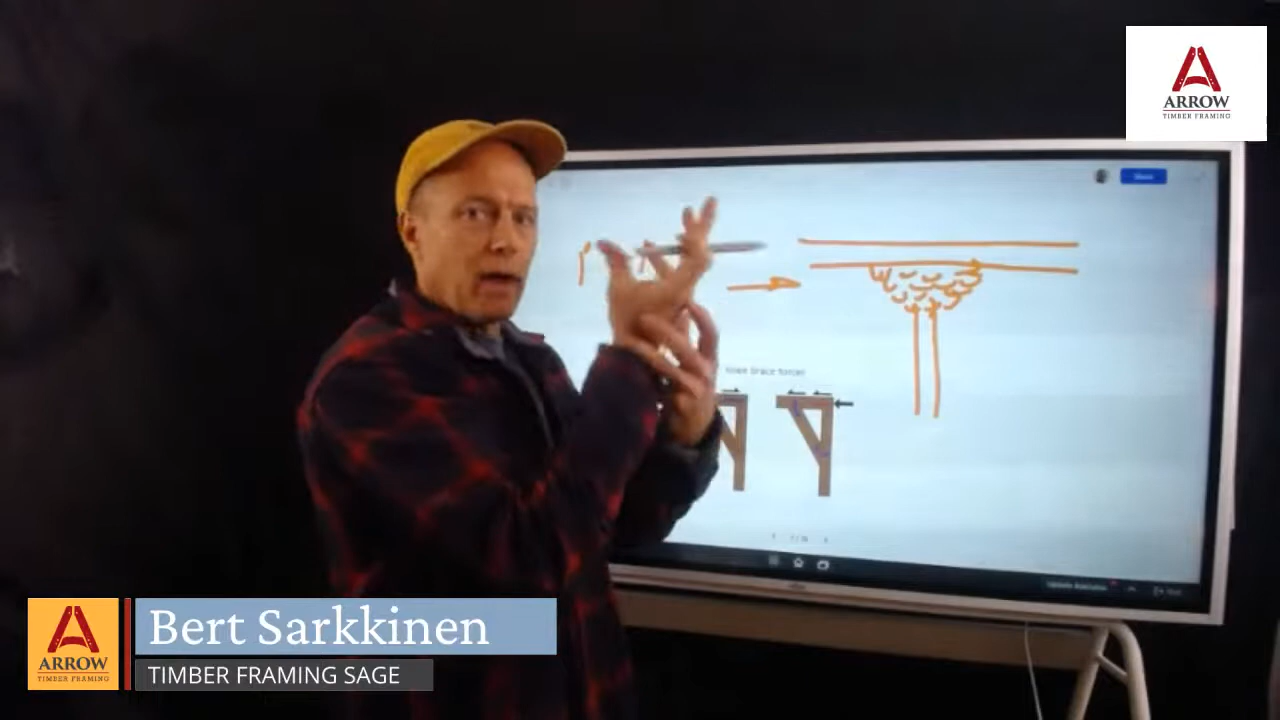 ARROW
TIMBER FRAMING
knee brace forces
Bert Sarkkinen
TIMBER FRAMING SAGE
ARROW
TIMBER FRAMING